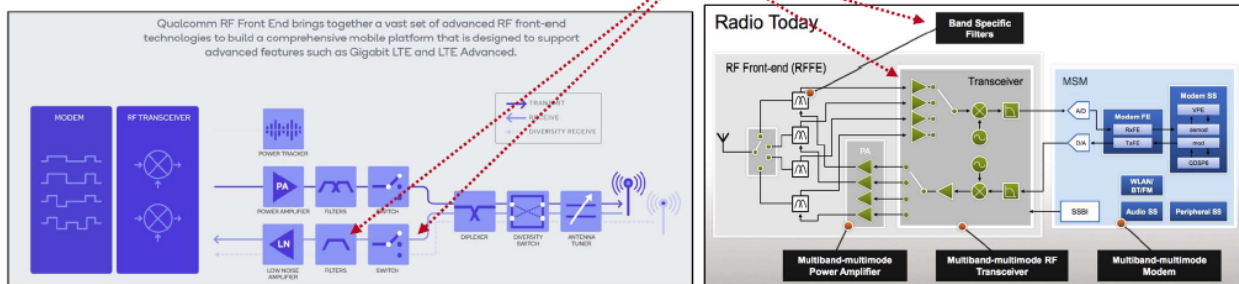 Qualcomm RF Front End brings together a vast set of advanced RF front-end
technologies to build a comprehensive mobile platform that is designed to support
advanced features such as Gigabit LTE and LTE Advanced.
MODEM
RF TRANSCEIVER
POWER TRACKER
TRANSMIT
RECEIVE
DIVERSITY RECEIVE
PA
POWER AMPLIFIER
FILTERS
SWITCH
LN
LOW NOISE
AMPLIFIER
FILTERS
SWITCH
DIPLEXER
DIVERSITY
SWITCH
ANTENNA
TUNER
Radio Today
Band Specific
Filters
RF Front-end (RFFE)
Transceiver
PA
MSM
A/D
D/A
Modem FE
RxFE
TxFE
Modem SS
VPE
demod
mod
QDSP6
WLAN/
BT/FM
SSBI
Audio SS
Peripheral SS
Multiband-multimode
Power Amplifier
Multiband-multimode RF
Transceiver
Multiband-multimode
Modem